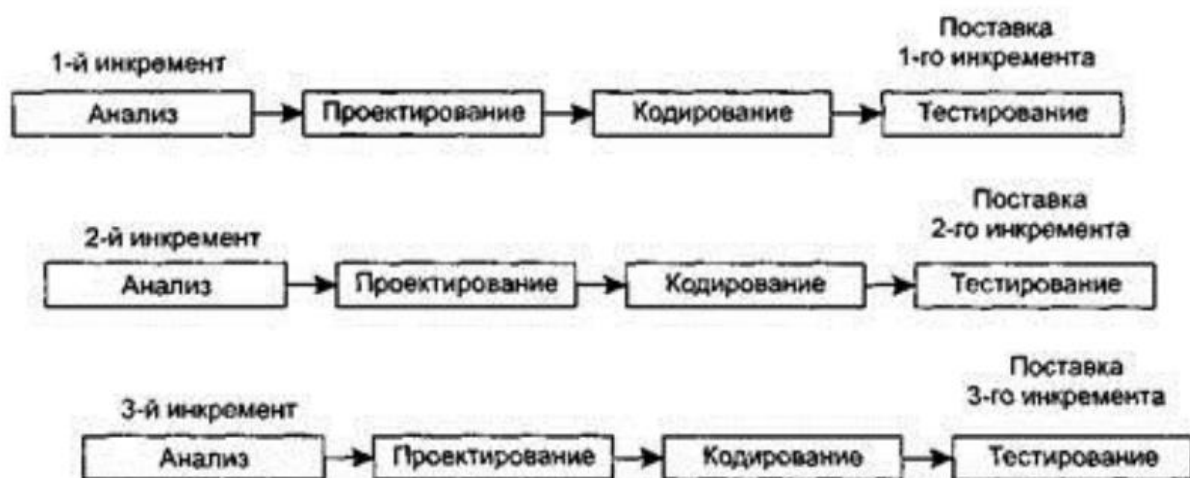 Поставка
1-й инкремент
1-го инкремента
Анализ
Проектирование
Кодирование
Тестирование
Поставка
2-й инкремент
2-го инкремента
Анализ
Проектирование
Кодирование
Тестирование
Поставка
3-й инкремент
3-го инкремента
Анализ
Проектирование
Кодирование
Тестирование